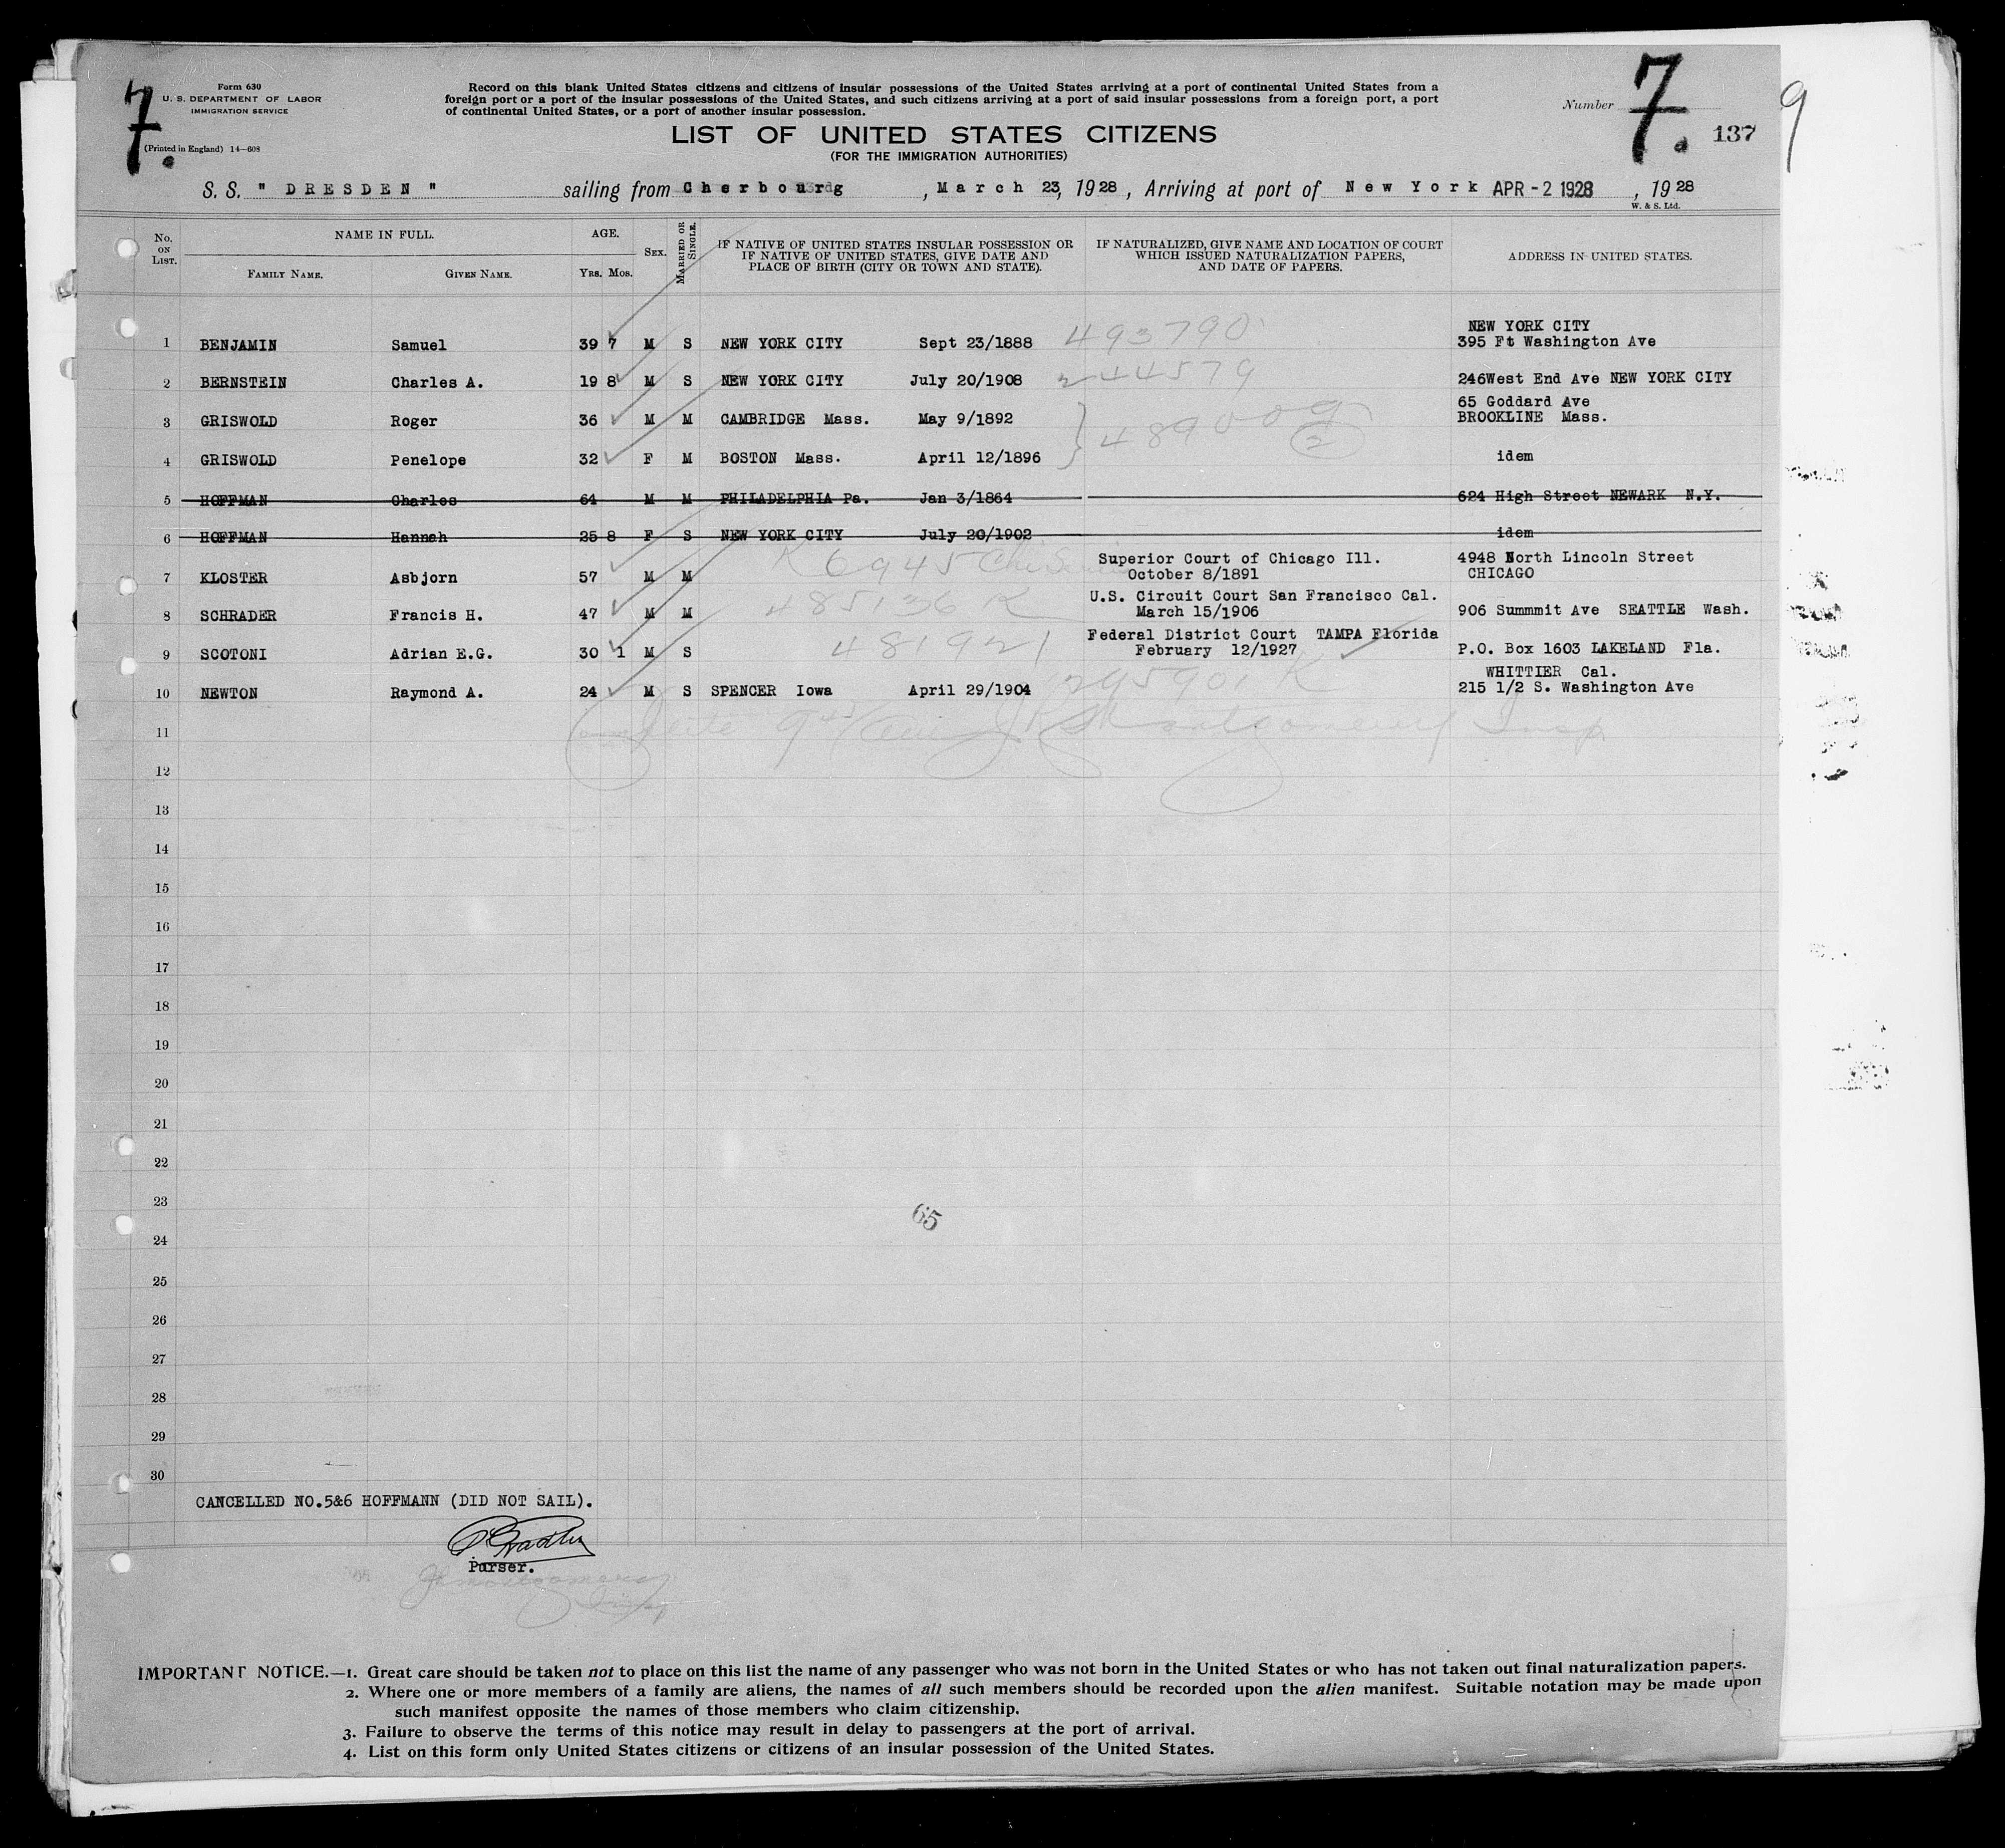 7.
Form 630
U. S. DEPARTMENT OF LABOR
IMMIGRATION SERVICE
(Printed in England) 14—608
Record on this blank United States citizens and citizens of insular possessions of the United States arriving at a port of continental United States from a
foreign port or a port of the insular possessions of the United States, and such citizens arriving at a port of said insular possessions from a foreign port, a port
of continental United States, or a port of another insular possession.
Number 7. 137
9
LIST OF UNITED STATES CITIZENS
(FOR THE IMMIGRATION AUTHORITIES)
S. S. " DRESDEN " sailing from Cherbourg, March 23, 1928, Arriving at port of New York APR - 2 1928, 1928
W. & S. Ltd.
No. ON LIST. NAME IN FULL. FAMILY NAME. GIVEN NAME. AGE. YRS. MOS. SEX. MARRIED OR SINGLE. IF NATIVE OF UNITED STATES INSULAR POSSESSION OR IF NATIVE OF UNITED STATES, GIVE DATE AND PLACE OF BIRTH (CITY OR TOWN AND STATE). IF NATURALIZED, GIVE NAME AND LOCATION OF COURT WHICH ISSUED NATURALIZATION PAPERS, AND DATE OF PAPERS. ADDRESS IN UNITED STATES.
1 BENJAMIN Samuel 39 7 M S NEW YORK CITY Sept 23/1888 493790 NEW YORK CITY 395 Ft Washington Ave
2 BERNSTEIN Charles A. 19 8 M S NEW YORK CITY July 20/1908 244579 246West End Ave NEW YORK CITY
3 GRISWOLD Roger 36 M M CAMBRIDGE Mass. May 9/1892 489009 (2) 65 Goddard Ave BROOKLINE Mass.
4 GRISWOLD Penelope 32 F M BOSTON Mass. April 12/1896 idem
5 HOFFMAN Charles 64 M M PHILADELPHIA Pa. Jan 3/1864 624 High Street NEWARK N.Y.
6 HOFFMAN Hannah 25 8 F S NEW YORK CITY July 20/1902 idem
7 KLOSTER Asbjorn 57 M M K 6945 Superior Court of Chicago Ill. October 8/1891 4948 North Lincoln Street CHICAGO
8 SCHRADER Francis H. 47 M M 485136 K U.S. Circuit Court San Francisco Cal. March 15/1906 906 Summmit Ave SEATTLE Wash.
9 SCOTONI Adrian E.G. 30 1 M S 481921 Federal District Court TAMPA Florida February 12/1927 P.O. Box 1603 LAKELAND Fla.
10 NEWTON Raymond A. 24 M S SPENCER Iowa April 29/1904 295901 K WHITTIER Cal. 215 1/2 S. Washington Ave
11 Montgomery Insp
12
13
14
15
16
17
18
19
20
21
22
23
65
24
25
26
27
28
29
30
CANCELLED NO.5&6 HOFFMANN (DID NOT SAIL).
Purser.
IMPORTANT NOTICE.—1. Great care should be taken not to place on this list the name of any passenger who was not born in the United States or who has not taken out final naturalization papers.
2. Where one or more members of a family are aliens, the names of all such members should be recorded upon the alien manifest. Suitable notation may be made upon
such manifest opposite the names of those members who claim citizenship.
3. Failure to observe the terms of this notice may result in delay to passengers at the port of arrival.
4. List on this form only United States citizens or citizens of an insular possession of the United States.